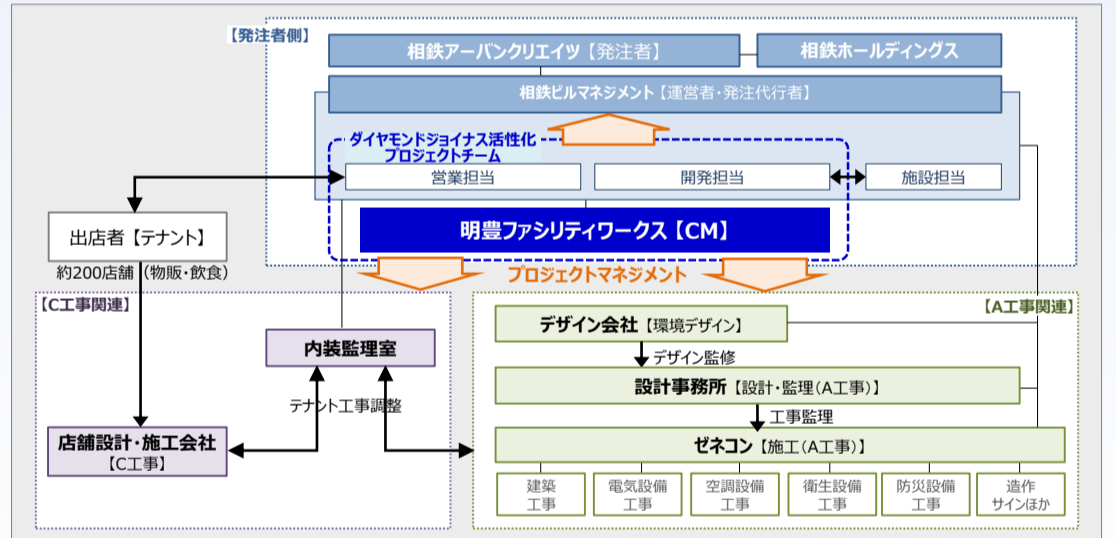 【発注者側】
相鉄アーバンクリエイツ【発注者】
相鉄ホールディングス
相鉄ビルマネジメント【運営者・発注代行者】
ダイヤモンドジョイナス活性化
プロジェクトチーム
営業担当
開発担当
施設担当
明豊ファシリティワークス【CM】
出店者【テナント】
約200店舗（物販・飲食）
プロジェクトマネジメント
【C工事関連】
内装監理室
テナント工事調整
店舗設計・施工会社
【C工事】
【A工事関連】
デザイン会社【環境デザイン】
デザイン監修
設計事務所【設計・監理(A工事)】
工事監理
ゼネコン【施工(A工事)】
建築
工事
電気設備
工事
空調設備
工事
衛生設備
工事
防災設備
工事
造作
サインほか